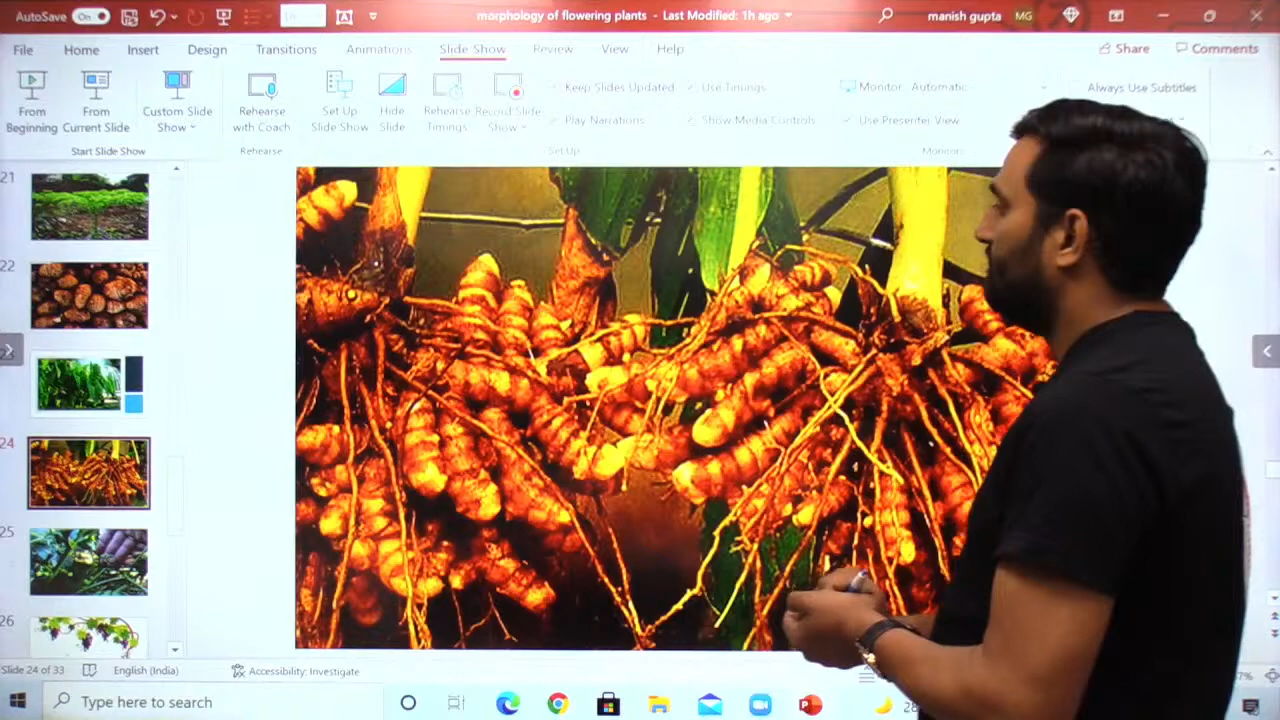 AutoSave On morphology of flowering plants - Last Modified: 1h ago manish gupta MG
File Home Insert Design Transitions Animations Slide Show Review View Help Share Comments
From Beginning
From Current Slide
Custom Slide Show
Rehearse with Coach
Set Up Slide Show
Hide Slide
Rehearse Timings
Record Slide Show
Keep Slides Updated
Use Timings
Monitor: Automatic
Always Use Subtitles
Play Narrations
Show Media Controls
Use Presenter View
Start Slide Show Rehearse Set Up Monitors
21
22
23
24
25
26
Slide 24 of 33 English (India) Accessibility: Investigate
Type here to search